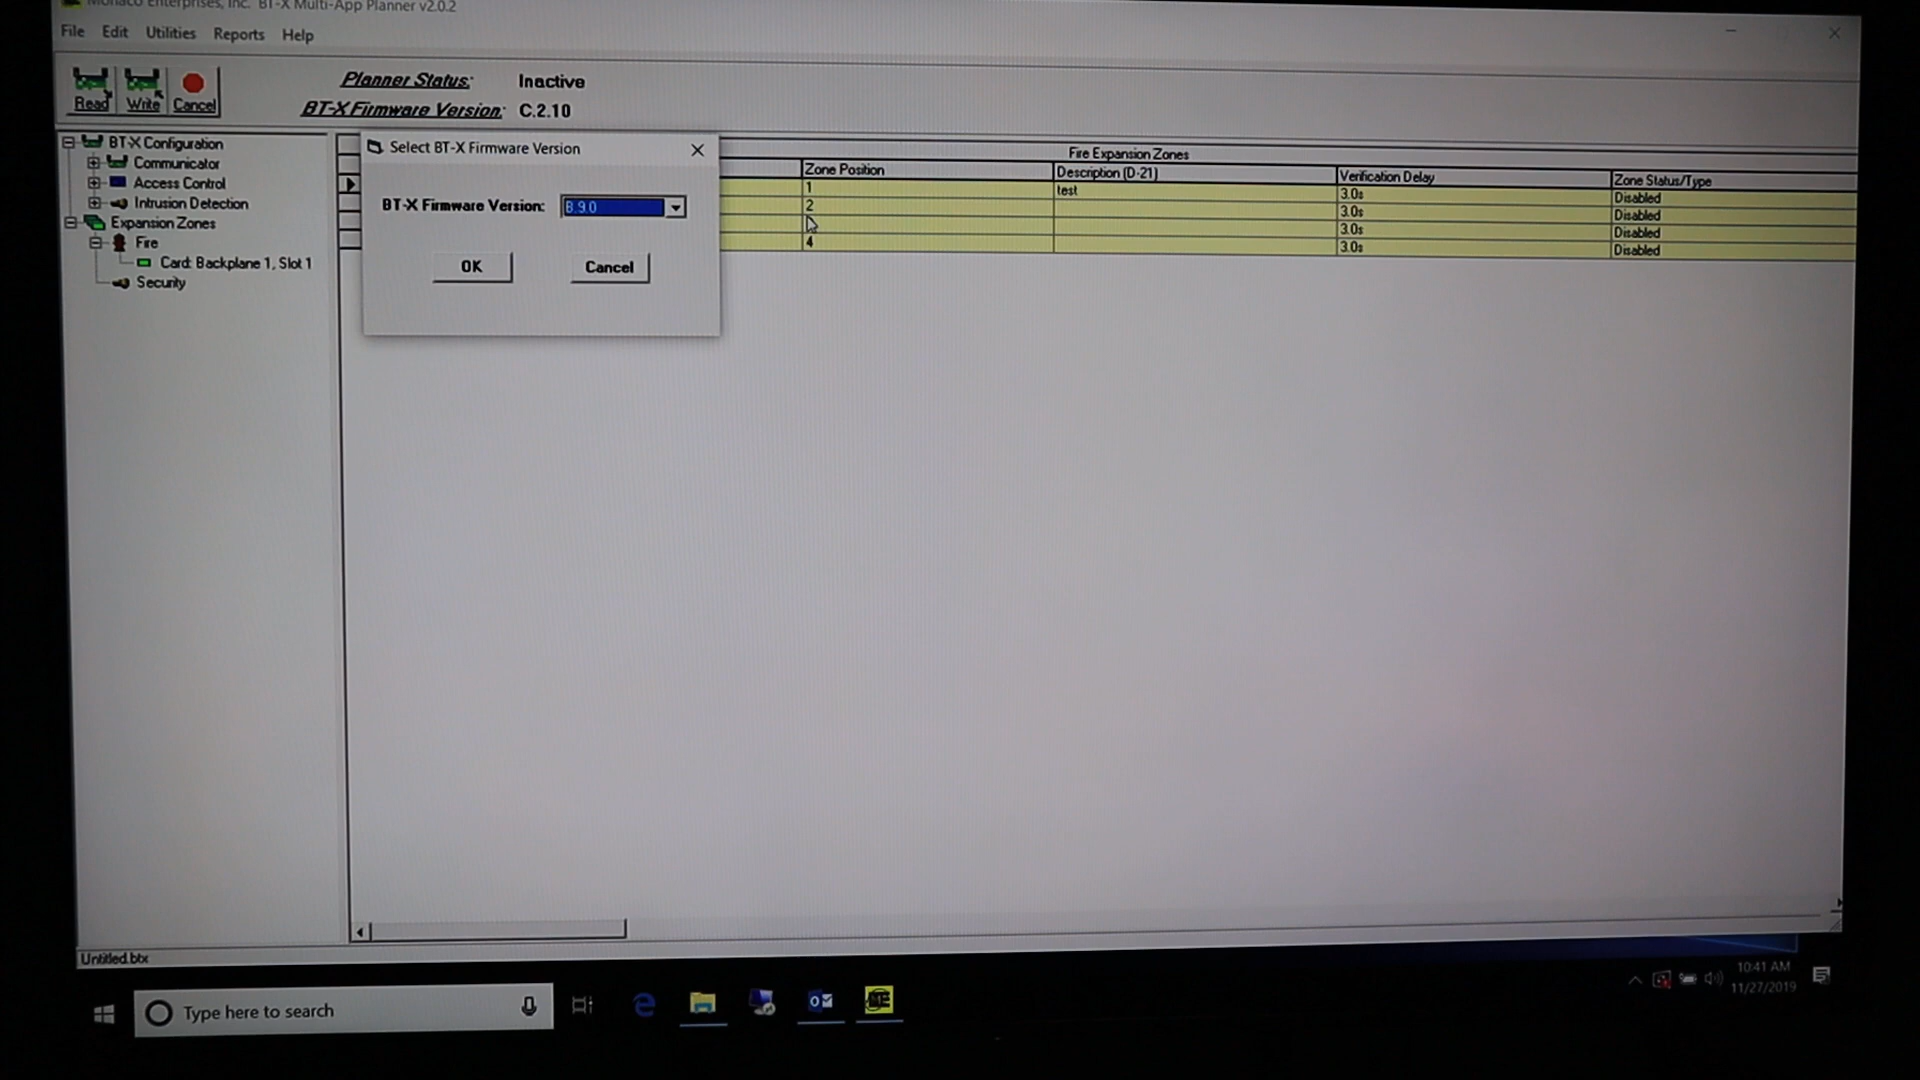 Monaco Enterprises, Inc. BT-X Multi-App Planner v2.0.2
File Edit Utilities Reports Help
Read Write Cancel
Planner Status: Inactive
BT-X Firmware Version: C.2.10
BT-X Configuration
Communicator
Access Control
Intrusion Detection
Expansion Zones
Fire
Card: Backplane 1, Slot 1
Security
Select BT-X Firmware Version
BT-X Firmware Version: B.9.0
OK Cancel
Fire Expansion Zones
Zone Position Description (D-21) Verification Delay Zone Status/Type
1 test 3.0s Disabled
2 3.0s Disabled
3.0s Disabled
4 3.0s Disabled
Untitled.btx
Type here to search
10:41 AM
11/27/2019